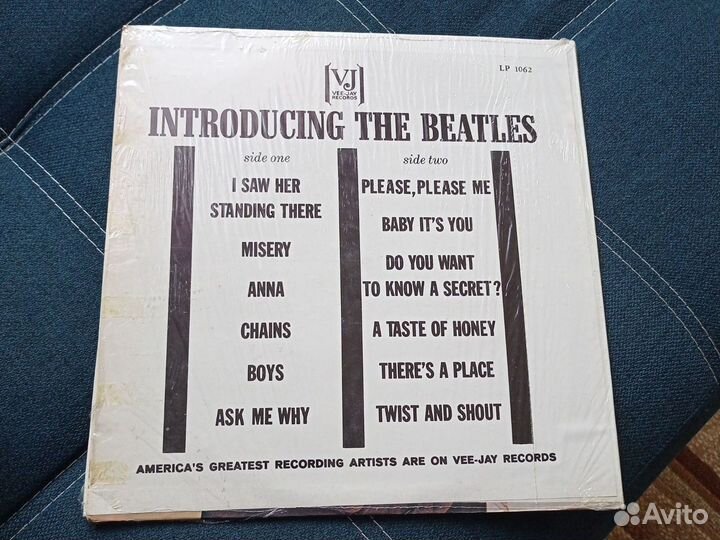 LP 1062
VJ
VEE-JAY
RECORDS
INTRODUCING THE BEATLES
side one
I SAW HER
STANDING THERE
MISERY
ANNA
CHAINS
BOYS
ASK ME WHY
side two
PLEASE, PLEASE ME
BABY IT'S YOU
DO YOU WANT
TO KNOW A SECRET?
A TASTE OF HONEY
THERE'S A PLACE
TWIST AND SHOUT
AMERICA'S GREATEST RECORDING ARTISTS ARE ON VEE-JAY RECORDS
Avito